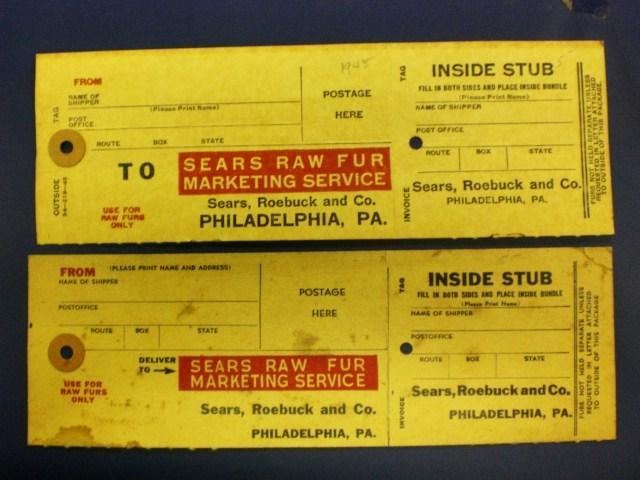 FROM
NAME OF
SHIPPER
(Please Print Name)
POST
OFFICE
ROUTE BOX STATE
POSTAGE
HERE
1945
TAG
OUTSIDE
TO
SEARS RAW FUR
MARKETING SERVICE
Sears, Roebuck and Co.
PHILADELPHIA, PA.
USE FOR
RAW FURS
ONLY
TAG
INVOICE
INSIDE STUB
FILL IN BOTH SIDES AND PLACE INSIDE BUNDLE
(Please Print Name)
NAME OF SHIPPER
POST OFFICE
ROUTE BOX STATE
Sears, Roebuck and Co.
PHILADELPHIA, PA.
FURS NOT HELD SEPARATE UNLESS
REQUESTED IN LETTER ATTACHED
TO OUTSIDE OF THIS PACKAGE.
FROM (PLEASE PRINT NAME AND ADDRESS)
NAME OF SHIPPER
POSTOFFICE
ROUTE BOX STATE
POSTAGE
HERE
DELIVER
TO →
SEARS RAW FUR
MARKETING SERVICE
Sears, Roebuck and Co.
PHILADELPHIA, PA.
USE FOR
RAW FURS
ONLY
TAG
INVOICE
INSIDE STUB
FILL IN BOTH SIDES AND PLACE INSIDE BUNDLE
(Please Print Name)
NAME OF SHIPPER
POSTOFFICE
ROUTE BOX STATE
Sears, Roebuck and Co.
PHILADELPHIA, PA.
FURS NOT HELD SEPARATE UNLESS
REQUESTED IN LETTER ATTACHED
TO OUTSIDE OF THIS PACKAGE.